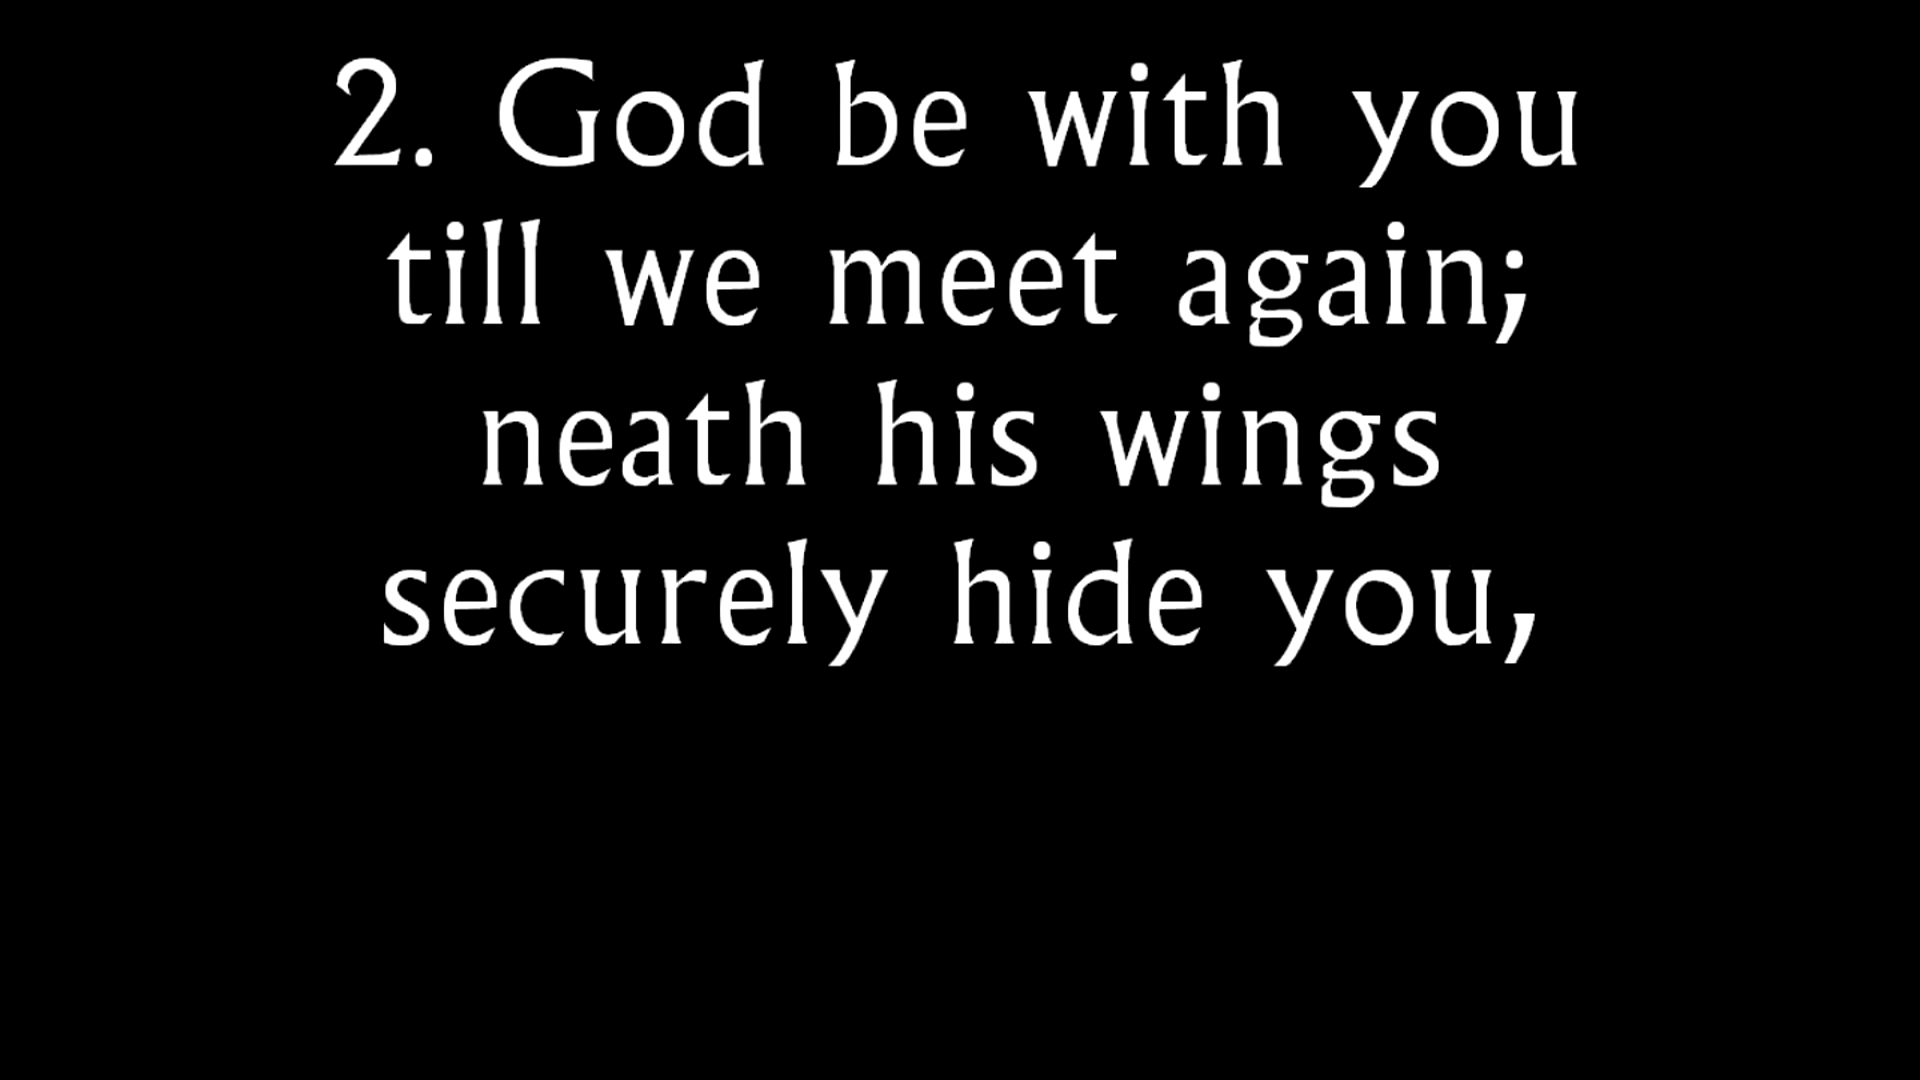 2. God be with you
till we meet again;
neath his wings
securely hide you,